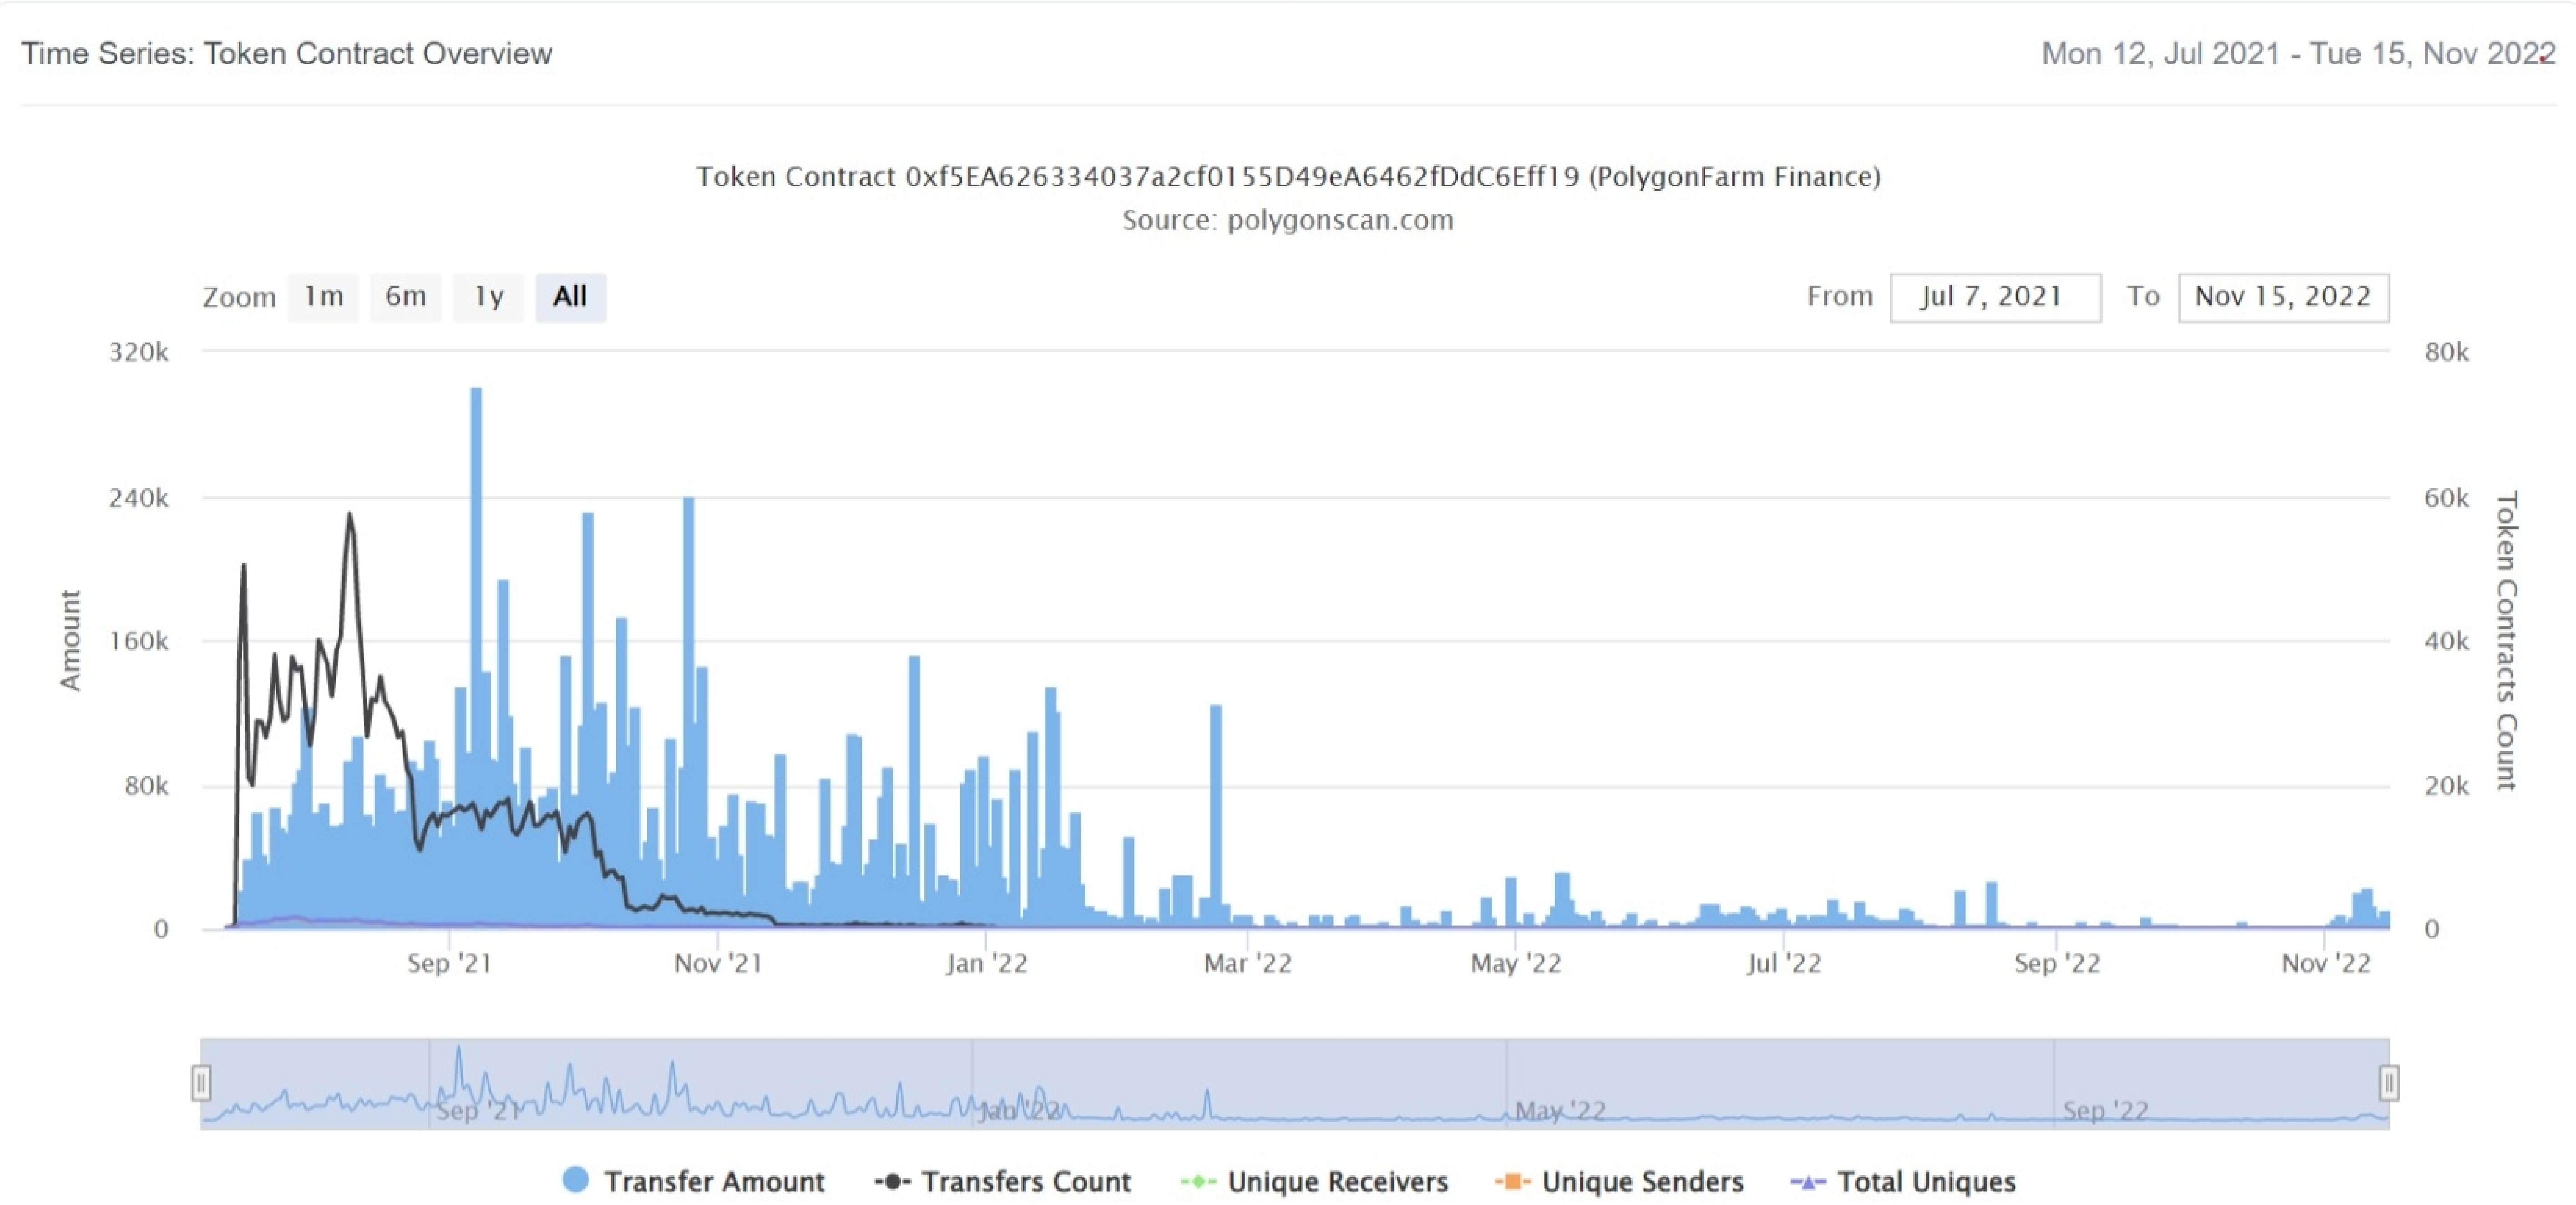 Time Series: Token Contract Overview
Mon 12, Jul 2021 - Tue 15, Nov 2022
Token Contract 0xf5EA626334037a2cf0155D49eA6462fDdC6Eff19 (PolygonFarm Finance)
Source: polygonscan.com
Zoom 1m 6m 1y All
From Jul 7, 2021 To Nov 15, 2022
320k 80k
240k 60k
160k 40k
80k 20k
0 0
Amount
Token Contracts Count
Sep '21 Nov '21 Jan '22 Mar '22 May '22 Jul '22 Sep '22 Nov '22
Sep '21 Jan '22 May '22 Sep '22
Transfer Amount Transfers Count Unique Receivers Unique Senders Total Uniques